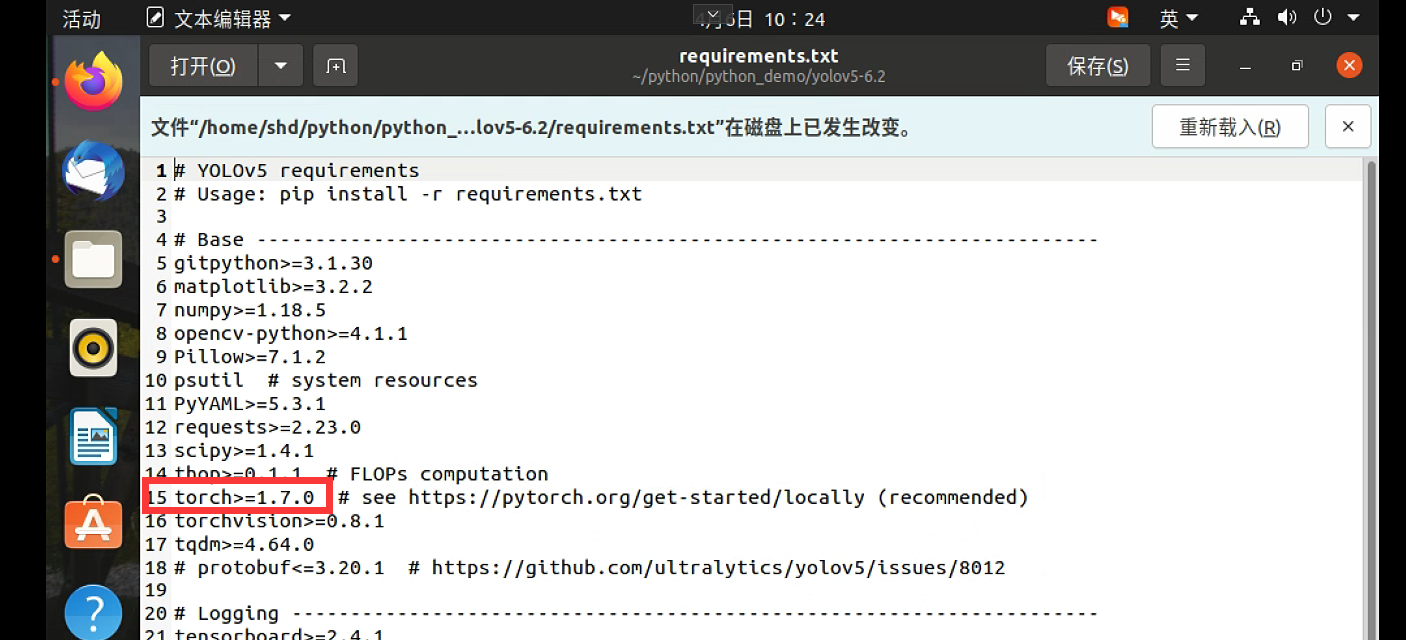 活动 文本编辑器 4月6日 10：24 英
打开(O) requirements.txt 保存(S)
~/python/python_demo/yolov5-6.2
文件“/home/shd/python/python_...lov5-6.2/requirements.txt”在磁盘上已发生改变。 重新载入(R)
1 # YOLOv5 requirements
2 # Usage: pip install -r requirements.txt
3
4 # Base ------------------------------------------------------------------------
5 gitpython>=3.1.30
6 matplotlib>=3.2.2
7 numpy>=1.18.5
8 opencv-python>=4.1.1
9 Pillow>=7.1.2
10 psutil  # system resources
11 PyYAML>=5.3.1
12 requests>=2.23.0
13 scipy>=1.4.1
14 thop>=0.1.1  # FLOPs computation
15 torch>=1.7.0  # see https://pytorch.org/get-started/locally (recommended)
16 torchvision>=0.8.1
17 tqdm>=4.64.0
18 # protobuf<=3.20.1  # https://github.com/ultralytics/yolov5/issues/8012
19
20 # Logging ---------------------------------------------------------------------
21 tensorboard>=2.4.1